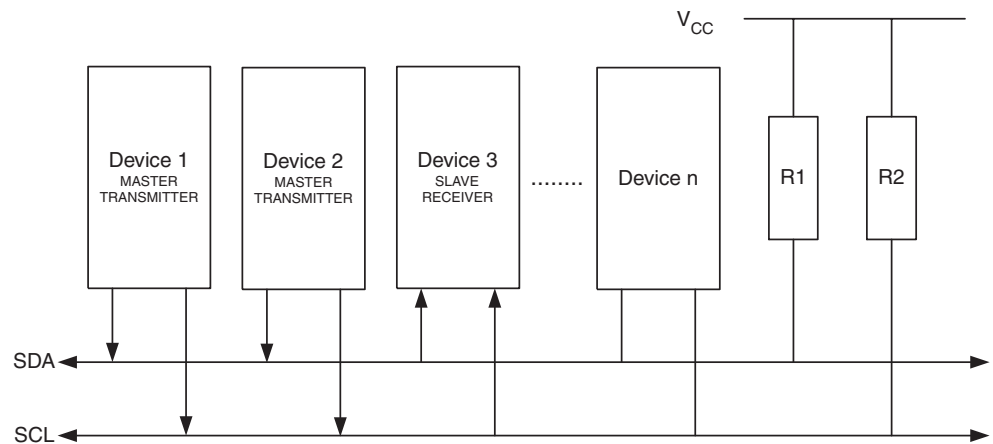 VCC
Device 1
MASTER
TRANSMITTER
Device 2
MASTER
TRANSMITTER
Device 3
SLAVE
RECEIVER
........
Device n
R1
R2
SDA
SCL